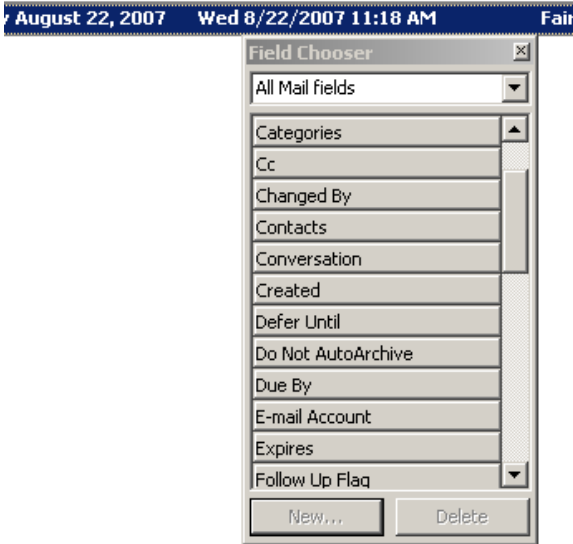 August 22, 2007 Wed 8/22/2007 11:18 AM
Field Chooser
All Mail fields
Categories
Cc
Changed By
Contacts
Conversation
Created
Defer Until
Do Not AutoArchive
Due By
E-mail Account
Expires
Follow Up Flag
New... Delete